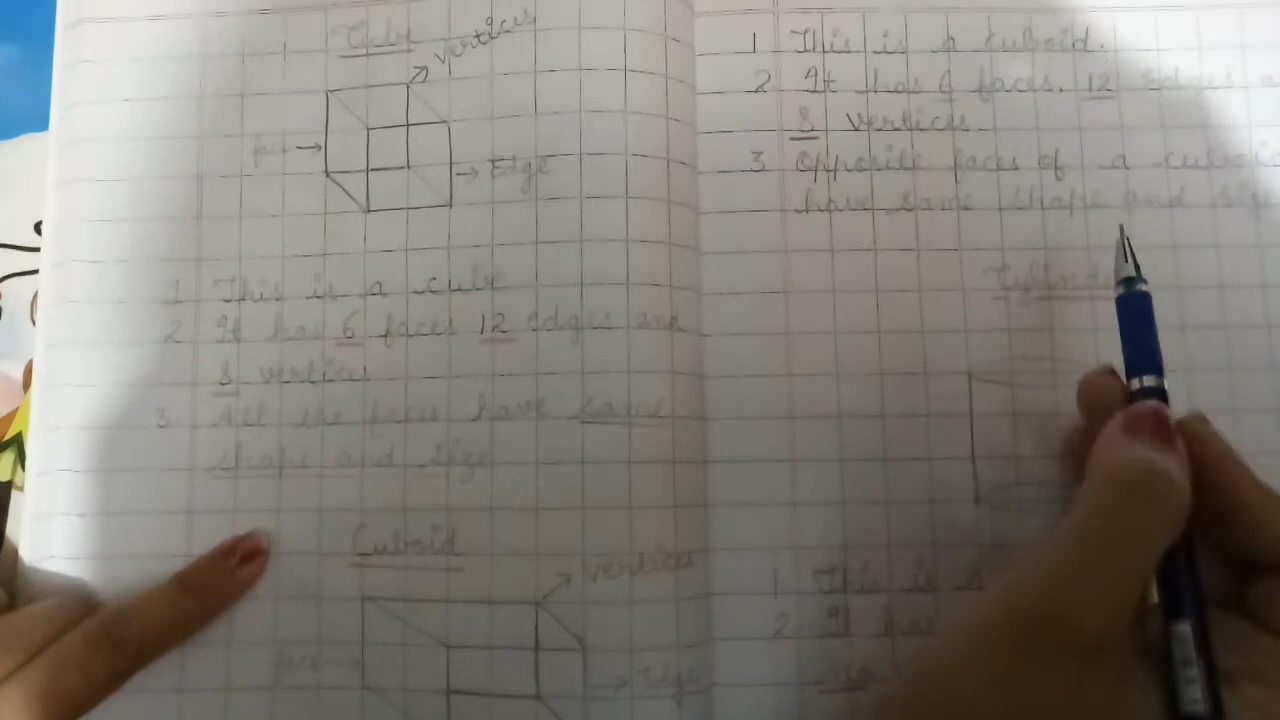 Cube
vertices
face
Edge
1 This is a cube
2 It has 6 faces 12 edges and
8 vertices
3 All the faces have same
shape and size
Cuboid
vertices
face
Edge
1 This is a cuboid.
2 It has 6 faces, 12 Edges
8 vertices
3 opposite faces of a
have same shape and
1 This is
2 It has